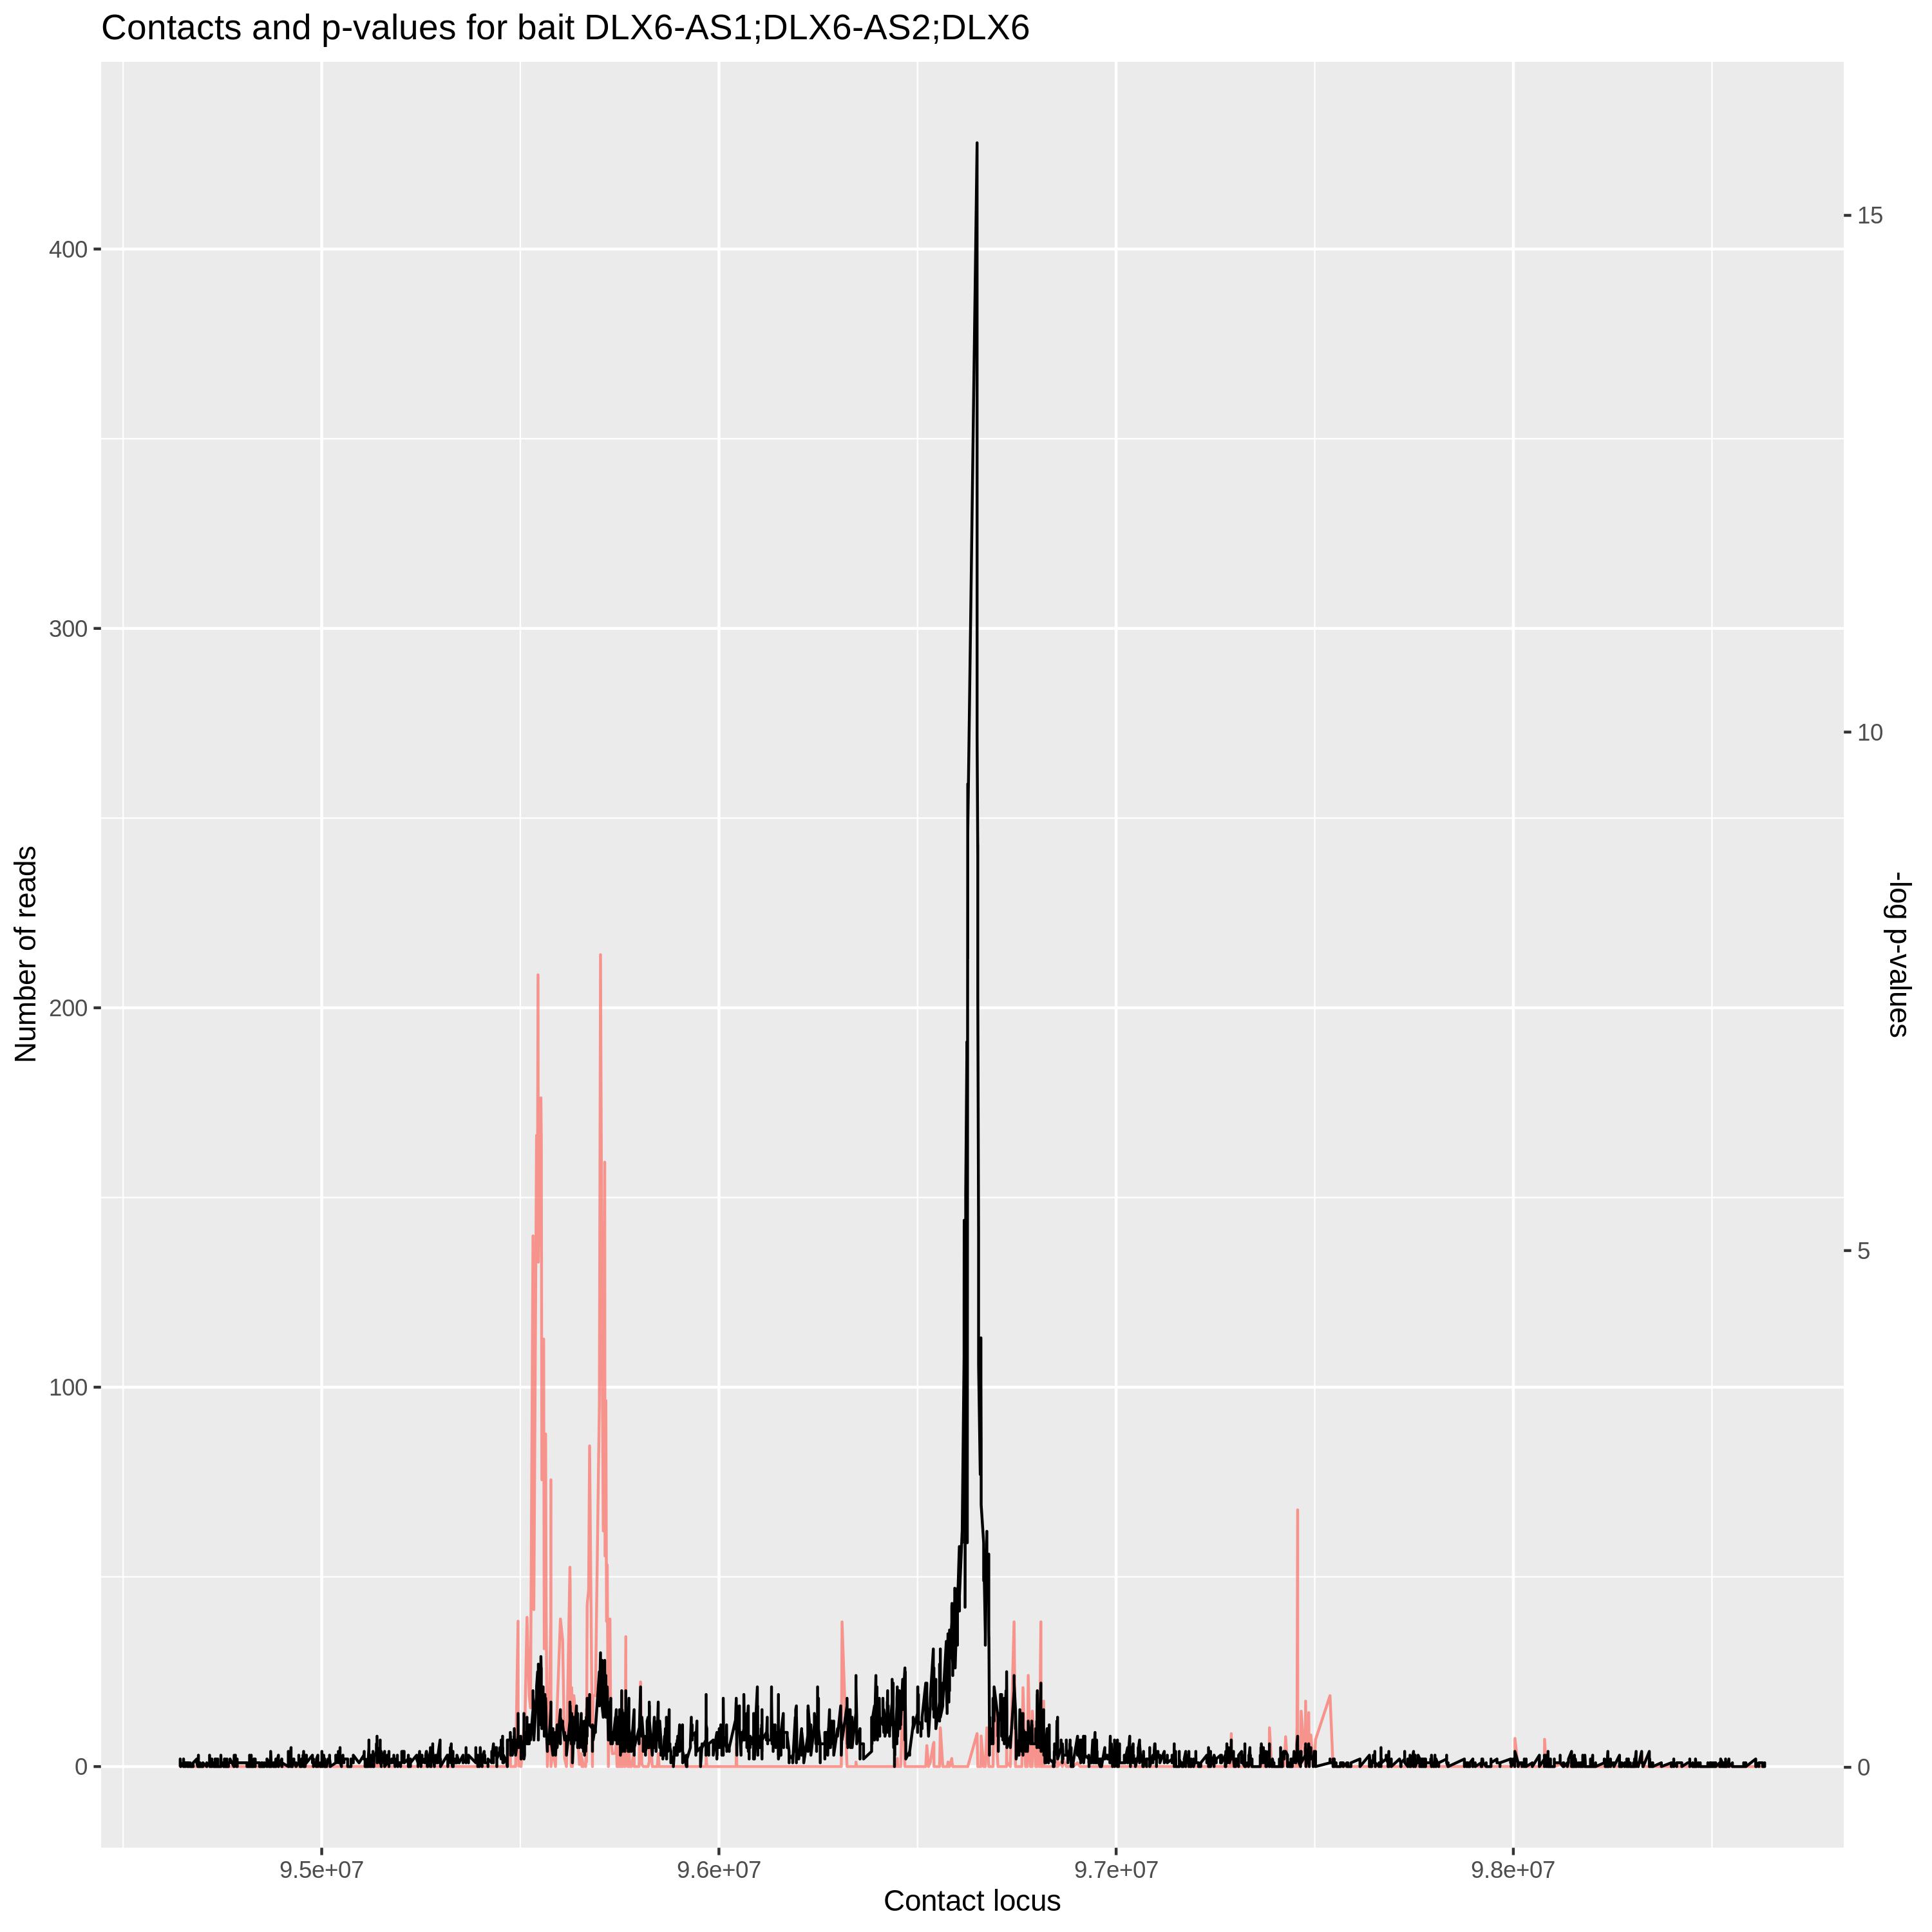 Contacts and p-values for bait DLX6-AS1;DLX6-AS2;DLX6
Number of reads
400
300
200
100
0
15
10
5
0
-log p-values
9.5e+07 9.6e+07 9.7e+07 9.8e+07
Contact locus